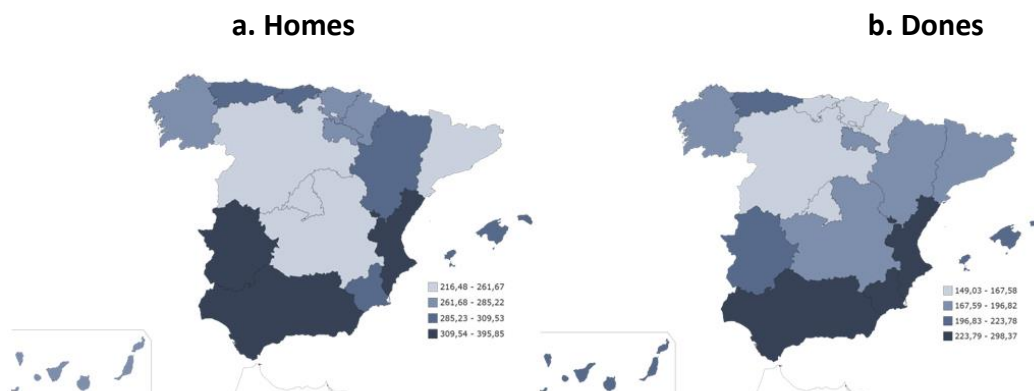 a. Homes
b. Dones
216,48 - 261,67
261,68 - 285,22
285,23 - 309,53
309,54 - 395,85
149,03 - 167,58
167,59 - 196,82
196,83 - 223,78
223,79 - 298,37